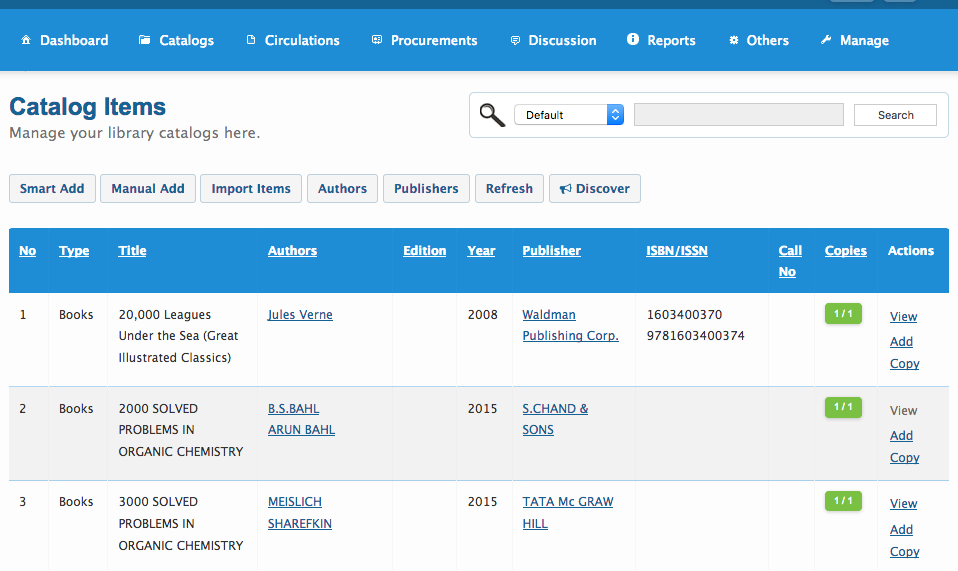 Dashboard Catalogs Circulations Procurements Discussion Reports Others Manage
Catalog Items
Manage your library catalogs here.
Default Search
Smart Add Manual Add Import Items Authors Publishers Refresh Discover
No Type Title Authors Edition Year Publisher ISBN/ISSN Call Copies Actions
No
1 Books 20,000 Leagues Jules Verne 2008 Waldman 1603400370 1/1 View
Under the Sea (Great Publishing Corp. 9781603400374 Add
Illustrated Classics) Copy
2 Books 2000 SOLVED B.S.BAHL 2015 S.CHAND & 1/1 View
PROBLEMS IN ARUN BAHL SONS Add
ORGANIC CHEMISTRY Copy
3 Books 3000 SOLVED MEISLICH 2015 TATA Mc GRAW 1/1 View
PROBLEMS IN SHAREFKIN HILL Add
ORGANIC CHEMISTRY Copy